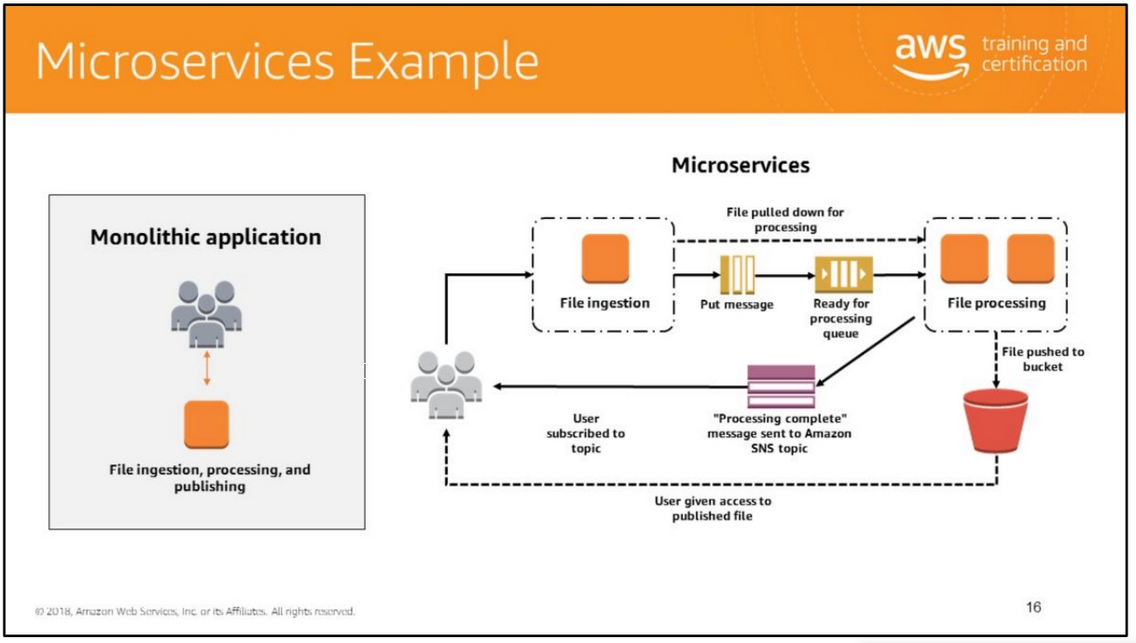 Microservices Example
aws training and
certification
Monolithic application
File ingestion, processing, and
publishing
Microservices
File pulled down for
processing
File ingestion
Put message
Ready for
processing
queue
File processing
File pushed to
bucket
"Processing complete"
message sent to Amazon
SNS topic
User
subscribed to
topic
User given access to
published file
© 2018, Amazon Web Services, Inc. or its Affiliates. All rights reserved.
16